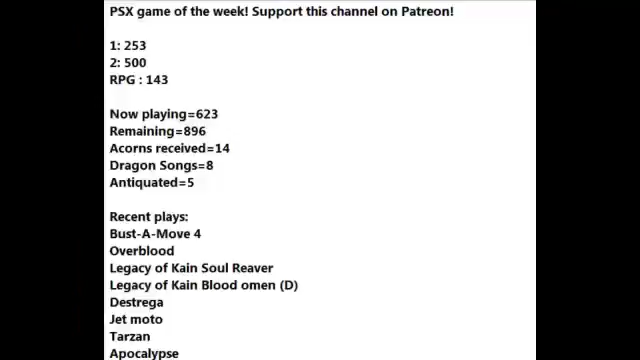 PSX game of the week! Support this channel on Patreon!
1: 253
2: 500
RPG : 143
Now playing=623
Remaining=896
Acorns received=14
Dragon Songs=8
Antiquated=5
Recent plays:
Bust-A-Move 4
Overblood
Legacy of Kain Soul Reaver
Legacy of Kain Blood omen (D)
Destrega
Jet moto
Tarzan
Apocalypse